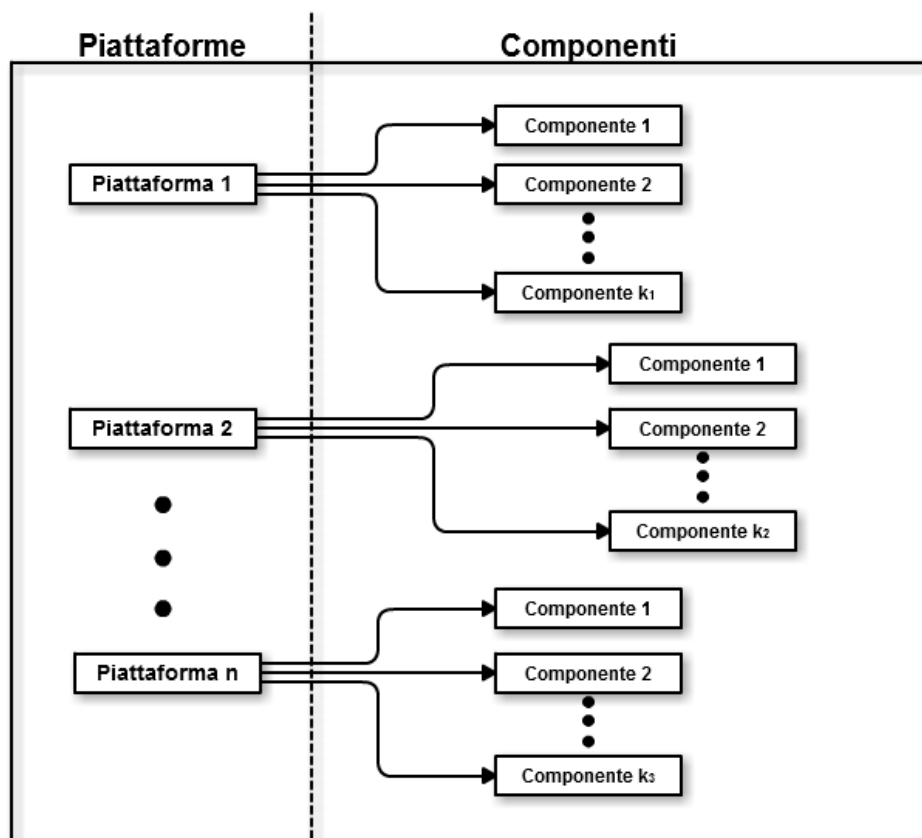 Piattaforme
Componenti
Piattaforma 1
Componente 1
Componente 2
Componente k₁
Piattaforma 2
Componente 1
Componente 2
Componente k₂
Piattaforma n
Componente 1
Componente 2
Componente k₃